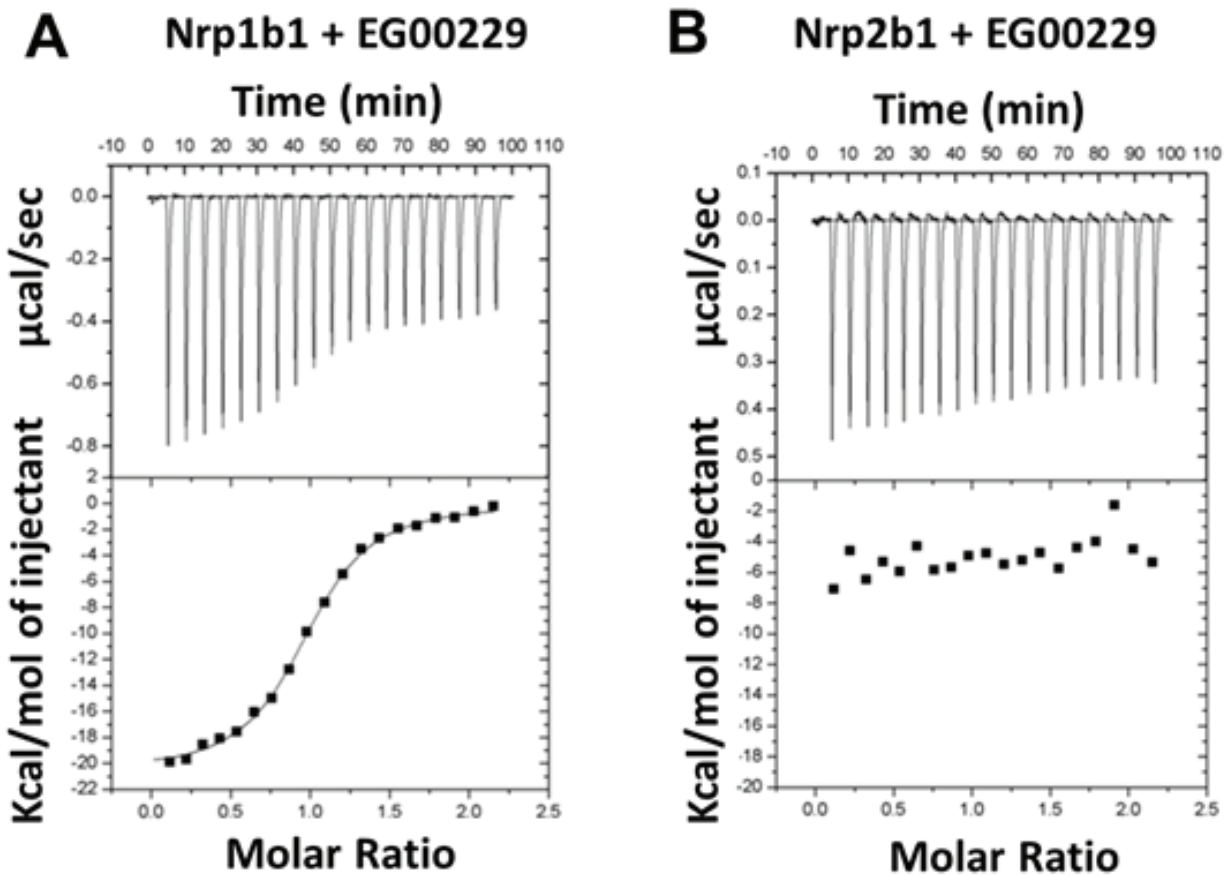 A Nrp1b1 + EG00229
Time (min)
-10 0 10 20 30 40 50 60 70 80 90 100 110
µcal/sec
0.0
-0.2
-0.4
-0.6
-0.8
2
Kcal/mol of injectant
0
-2
-4
-6
-8
-10
-12
-14
-16
-18
-20
-22
0.0 0.5 1.0 1.5 2.0 2.5
Molar Ratio
B Nrp2b1 + EG00229
Time (min)
-10 0 10 20 30 40 50 60 70 80 90 100 110
µcal/sec
0.1
0.0
0.1
0.2
0.3
0.4
0.5
0
Kcal/mol of injectant
-2
-4
-6
-8
-10
-12
-14
-16
-18
-20
0.0 0.5 1.0 1.5 2.0 2.5
Molar Ratio